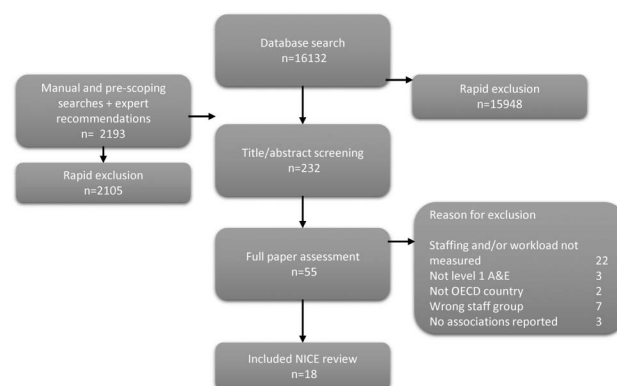 Database search
n=16132
Manual and pre-scoping
searches + expert
recommendations
n= 2193
Rapid exclusion
n=15948
Rapid exclusion
n=2105
Title/abstract screening
n=232
Full paper assessment
n=55
Reason for exclusion
Staffing and/or workload not
measured 22
Not level 1 A&E 3
Not OECD country 2
Wrong staff group 7
No associations reported 3
Included NICE review
n=18